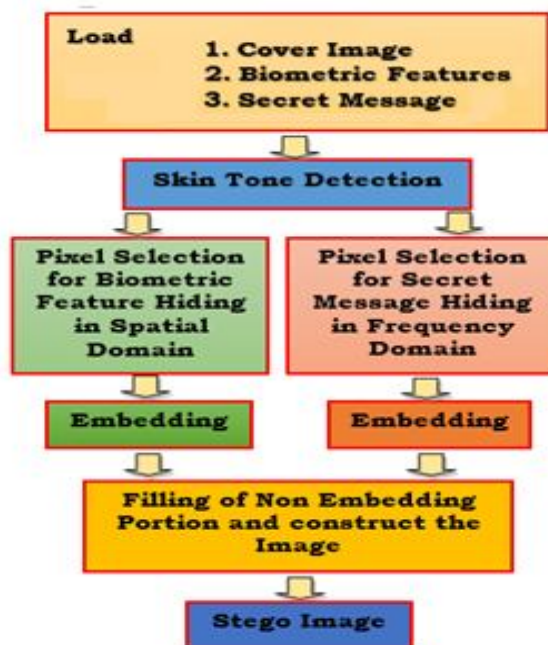 Load
1. Cover Image
2. Biometric Features
3. Secret Message
Skin Tone Detection
Pixel Selection
for Biometric
Feature Hiding
in Spatial
Domain
Pixel Selection
for Secret
Message Hiding
in Frequency
Domain
Embedding
Embedding
Filling of Non Embedding
Portion and construct the
Image
Stego Image